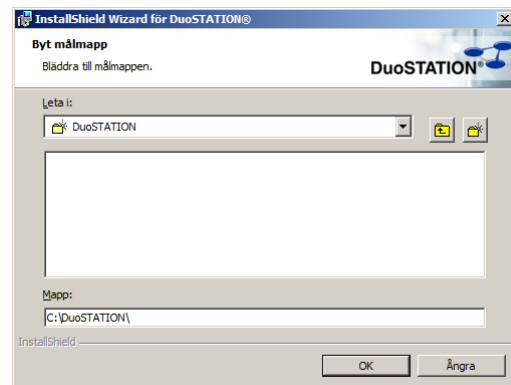 InstallShield Wizard för DuoSTATION®
Byt målmapp
Bläddra till målmappen.
DuoSTATION®
Leta i:
DuoSTATION
Mapp:
C:\DuoSTATION\
InstallShield
OK
Ångra